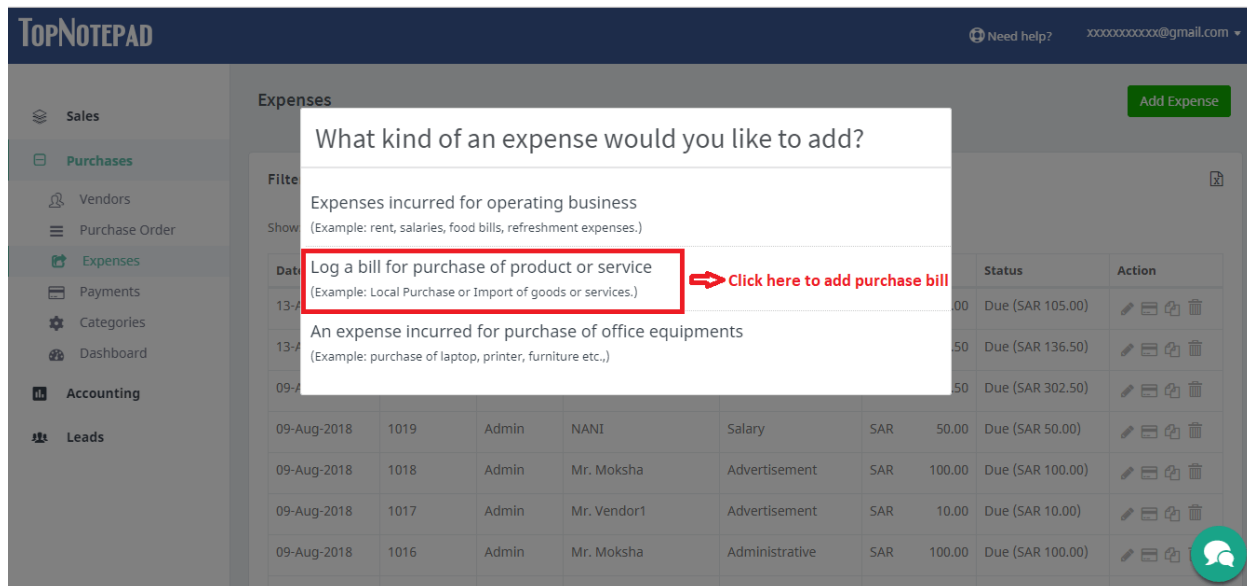 TopNotepad
Need help?
xxxxxxxxxxx@gmail.com
Sales
Purchases
Vendors
Purchase Order
Expenses
Payments
Categories
Dashboard
Accounting
Leads
Expenses
Add Expense
What kind of an expense would you like to add?
Expenses incurred for operating business
(Example: rent, salaries, food bills, refreshment expenses.)
Log a bill for purchase of product or service
(Example: Local Purchase or Import of goods or services.)
Click here to add purchase bill
An expense incurred for purchase of office equipments
(Example: purchase of laptop, printer, furniture etc.,)
Status Action
.00 Due (SAR 105.00)
.50 Due (SAR 136.50)
.50 Due (SAR 302.50)
09-Aug-2018 1019 Admin NANI Salary SAR 50.00 Due (SAR 50.00)
09-Aug-2018 1018 Admin Mr. Moksha Advertisement SAR 100.00 Due (SAR 100.00)
09-Aug-2018 1017 Admin Mr. Vendor1 Advertisement SAR 10.00 Due (SAR 10.00)
09-Aug-2018 1016 Admin Mr. Moksha Administrative SAR 100.00 Due (SAR 100.00)